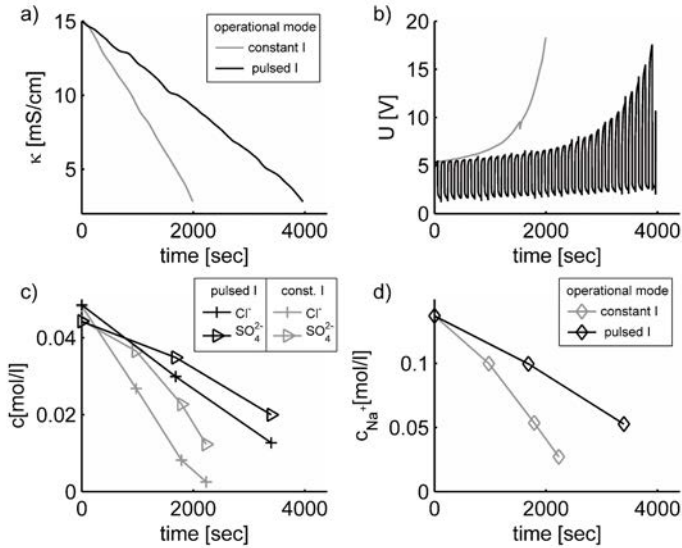 a)
15
10
5
κ [mS/cm]
0
2000
4000
time [sec]
operational mode
constant I
pulsed I
b)
20
15
10
5
0
U [V]
0
2000
4000
time [sec]
c)
0.04
0.02
0
c[mol/l]
0
2000
4000
time [sec]
pulsed I const. I
Cl⁻ Cl⁻
SO₄²⁻ SO₄²⁻
d)
0.1
0.05
0
c_Na⁺[mol/l]
0
2000
4000
time [sec]
operational mode
constant I
pulsed I